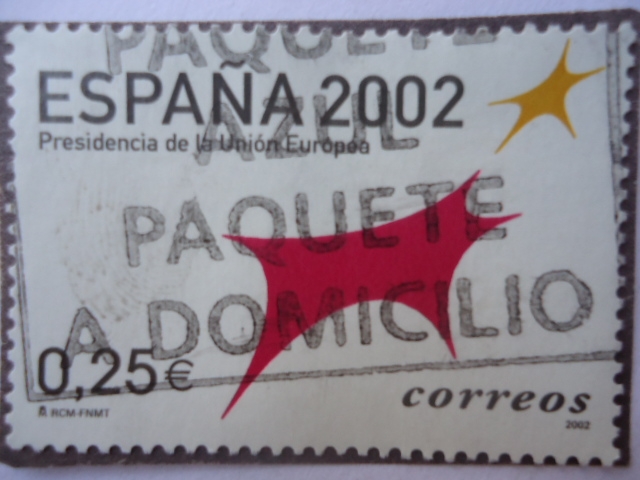 PAQUETE
ESPAÑA 2002
AZUL
Presidencia de la Unión Europea
PAQUETE
A DOMICILIO
0,25€
correos
RCM-FNMT
2002